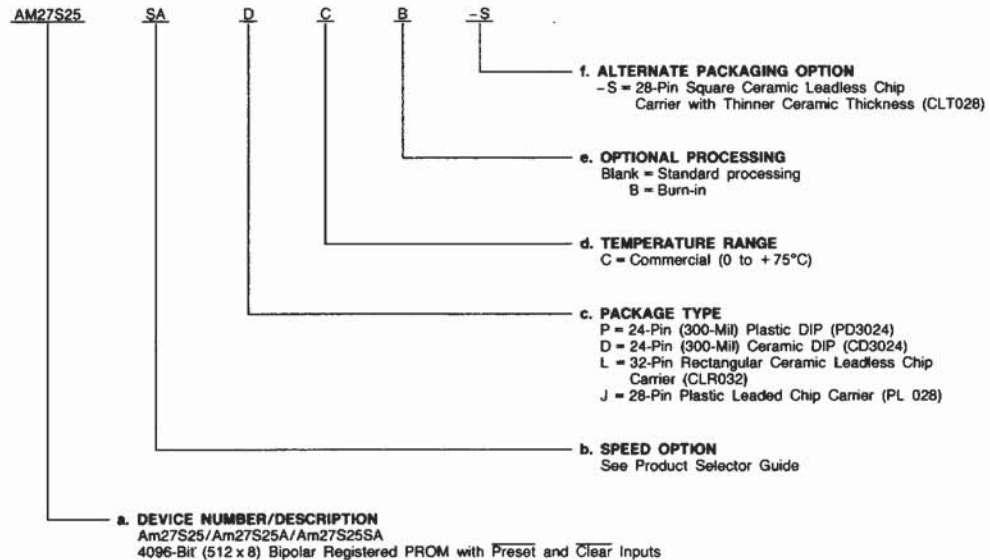 AM27S25 SA D C B -S
f. ALTERNATE PACKAGING OPTION
-S = 28-Pin Square Ceramic Leadless Chip
Carrier with Thinner Ceramic Thickness (CLT028)
e. OPTIONAL PROCESSING
Blank = Standard processing
B = Burn-in
d. TEMPERATURE RANGE
C = Commercial (0 to +75°C)
c. PACKAGE TYPE
P = 24-Pin (300-Mil) Plastic DIP (PD3024)
D = 24-Pin (300-Mil) Ceramic DIP (CD3024)
L = 32-Pin Rectangular Ceramic Leadless Chip
Carrier (CLR032)
J = 28-Pin Plastic Leaded Chip Carrier (PL 028)
b. SPEED OPTION
See Product Selector Guide
a. DEVICE NUMBER/DESCRIPTION
Am27S25/Am27S25A/Am27S25SA
4096-Bit (512 x 8) Bipolar Registered PROM with Preset and Clear Inputs